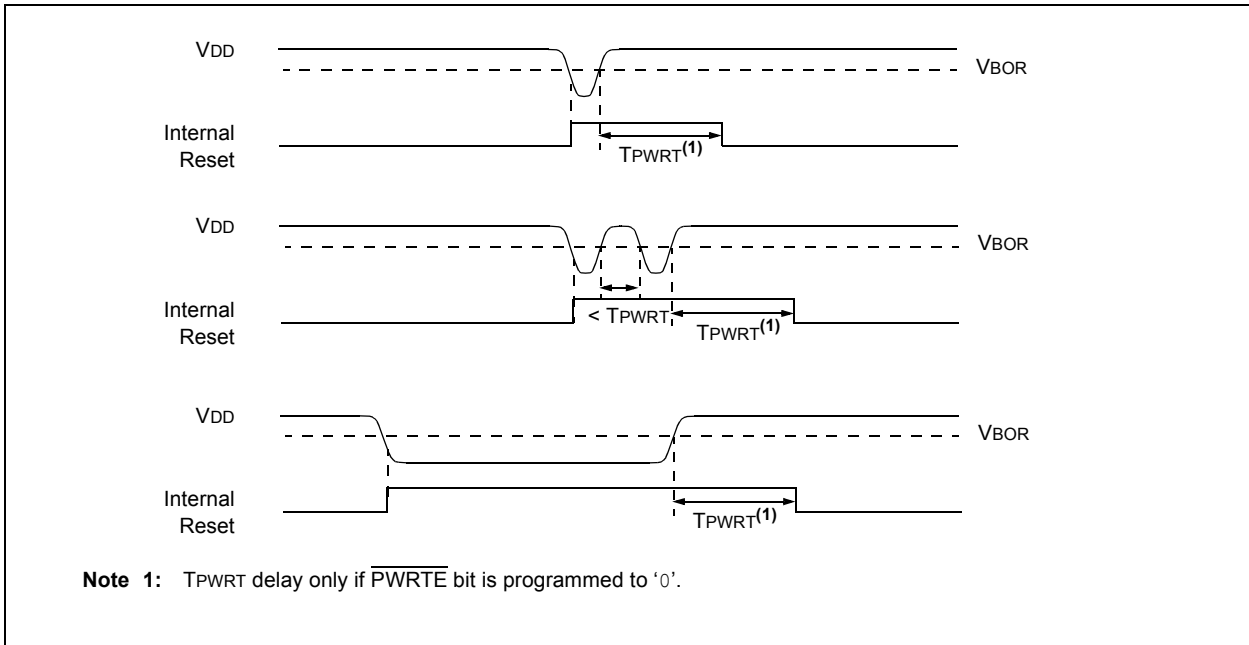 VDD
VBOR
Internal
Reset
TPWRT(1)
VDD
VBOR
Internal
Reset
< TPWRT
TPWRT(1)
VDD
VBOR
Internal
Reset
TPWRT(1)
Note 1: TPWRT delay only if PWRTE bit is programmed to ‘0’.